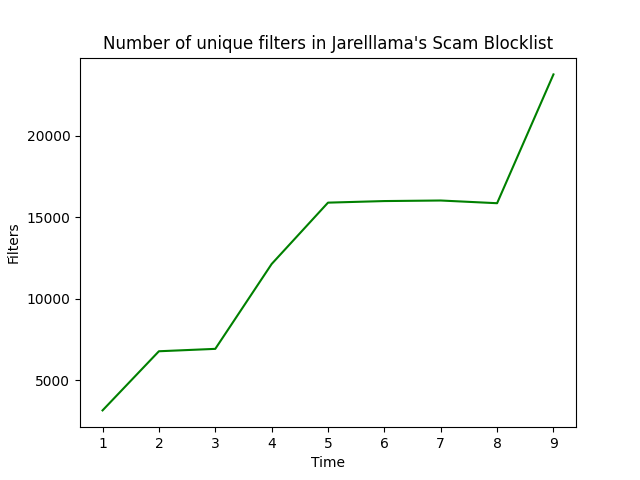 Number of unique filters in Jarelllama's Scam Blocklist
20000
15000
10000
5000
Filters
1 2 3 4 5 6 7 8 9
Time